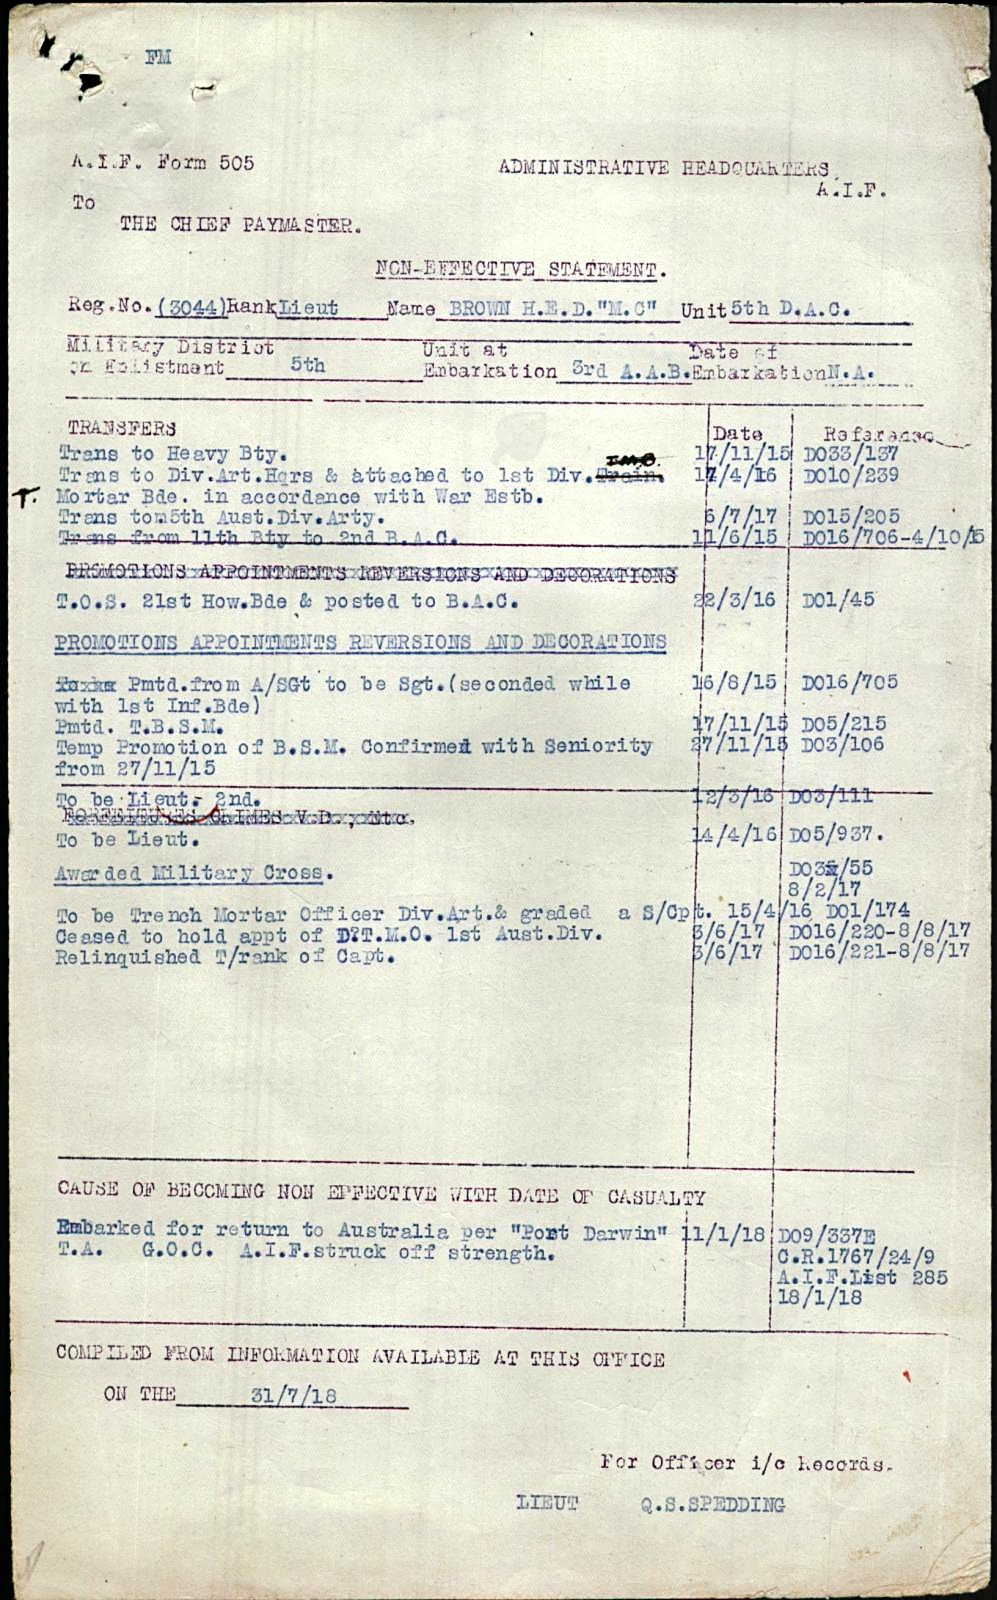 FM
A.I.F. Form 505
ADMINISTRATIVE HEADQUARTERS
A.I.F.
To
THE CHIEF PAYMASTER.
NON-EFFECTIVE STATEMENT.
Reg.No. (3044) Rank Lieut Name BROWN H.E.D."M.C" Unit 5th D.A.C.
Military District Unit at Date of
on Enlistment 5th Embarkation 3rd A.A.B. Embarkation N.A.
TRANSFERS Date Reference
Trans to Heavy Bty. 17/11/15 DO33/137
Trans to Div.Art.Hqrs & attached to 1st Div. Train. 17/4/16 DO10/239
T. Mortar Bde. in accordance with War Estb.
Trans tom5th Aust.Div.Arty. 6/7/17 DO15/205
Trans from 11th Bty to 2nd B.A.C. 11/6/15 DO16/706-4/10/15
PROMOTIONS APPOINTMENTS REVERSIONS AND DECORATIONS
T.O.S. 21st How.Bde & posted to B.A.C. 22/3/16 DO1/45
PROMOTIONS APPOINTMENTS REVERSIONS AND DECORATIONS
Pmtd.from A/SGt to be Sgt.(seconded while 16/8/15 DO16/705
with 1st Inf.Bde)
Pmtd. T.B.S.M. 17/11/15 DO5/215
Temp Promotion of B.S.M. Confirmed with Seniority 27/11/15 DO3/106
from 27/11/15
To be Lieut. 2nd. 12/3/16 DO3/111
FORFEITURES CRIMES V.D., Etc.
To be Lieut. 14/4/16 DO5/937.
Awarded Military Cross. /55
8/2/17
To be Trench Mortar Officer Div.Art.& graded a S/Cpt. 15/4/16 DO1/174
Ceased to hold appt of D?T.M.O. 1st Aust.Div. 3/6/17 DO16/220-8/8/17
Relinquished T/rank of Capt. 3/6/17 DO16/221-8/8/17
CAUSE OF BECOMING NON EFFECTIVE WITH DATE OF CASUALTY
Embarked for return to Australia per "Port Darwin" 11/1/18 DO9/337E
T.A. G.O.C. A.I.F.struck off strength. C.R.1767/24/9
A.I.F.List 285
18/1/18
COMPILED FROM INFORMATION AVAILABLE AT THIS OFFICE
ON THE 31/7/18
For Officer i/c Records.
LIEUT Q.S.SPEDDING